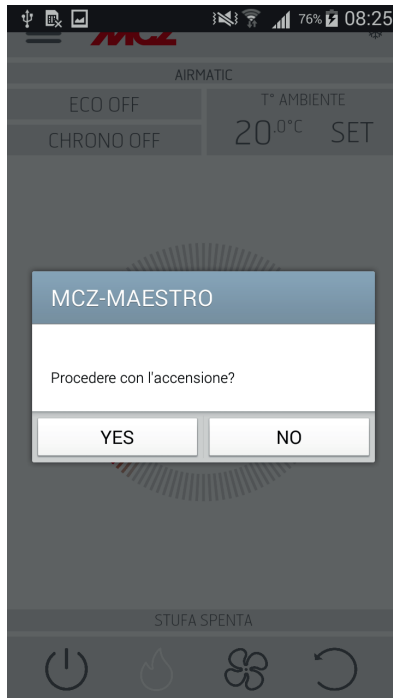 76% 08:25
MCZ
AIRMATIC
ECO OFF
T° AMBIENTE
CHRONO OFF
20.0°C SET
MCZ-MAESTRO
Procedere con l'accensione?
YES NO
STUFA SPENTA